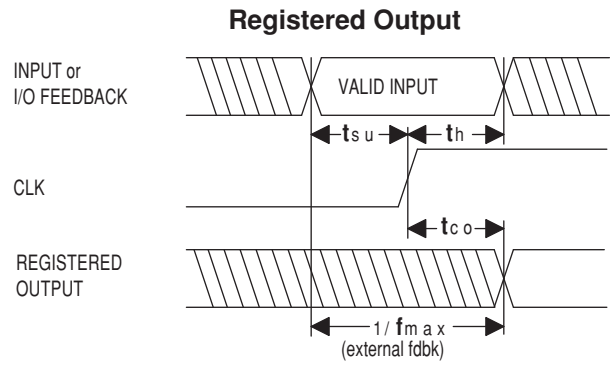 Registered Output
INPUT or
I/O FEEDBACK
VALID INPUT
tsu
th
CLK
tco
REGISTERED
OUTPUT
1/fmax
(external fdbk)